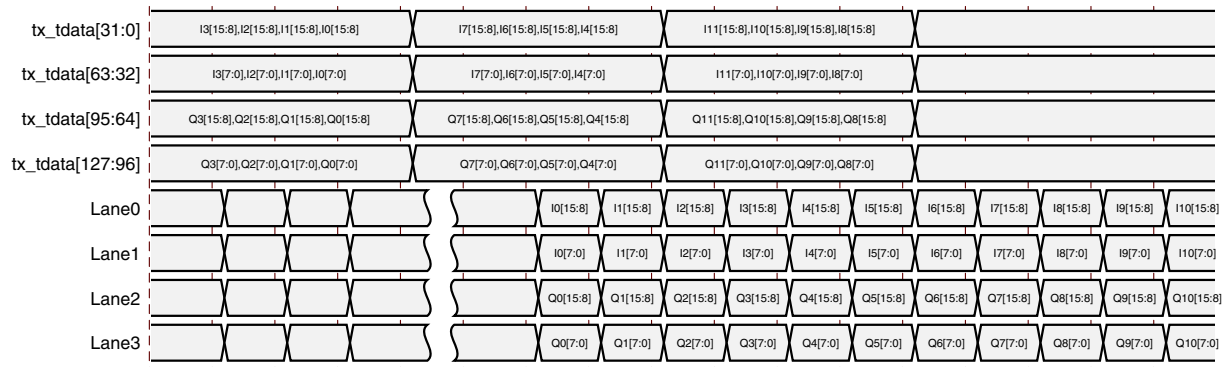 tx_tdata[31:0] I3[15:8],I2[15:8],I1[15:8],I0[15:8] I7[15:8],I6[15:8],I5[15:8],I4[15:8] I11[15:8],I10[15:8],I9[15:8],I8[15:8]
tx_tdata[63:32] I3[7:0],I2[7:0],I1[7:0],I0[7:0] I7[7:0],I6[7:0],I5[7:0],I4[7:0] I11[7:0],I10[7:0],I9[7:0],I8[7:0]
tx_tdata[95:64] Q3[15:8],Q2[15:8],Q1[15:8],Q0[15:8] Q7[15:8],Q6[15:8],Q5[15:8],Q4[15:8] Q11[15:8],Q10[15:8],Q9[15:8],Q8[15:8]
tx_tdata[127:96] Q3[7:0],Q2[7:0],Q1[7:0],Q0[7:0] Q7[7:0],Q6[7:0],Q5[7:0],Q4[7:0] Q11[7:0],Q10[7:0],Q9[7:0],Q8[7:0]
Lane0 I0[15:8] I1[15:8] I2[15:8] I3[15:8] I4[15:8] I5[15:8] I6[15:8] I7[15:8] I8[15:8] I9[15:8] I10[15:8]
Lane1 I0[7:0] I1[7:0] I2[7:0] I3[7:0] I4[7:0] I5[7:0] I6[7:0] I7[7:0] I8[7:0] I9[7:0] I10[7:0]
Lane2 Q0[15:8] Q1[15:8] Q2[15:8] Q3[15:8] Q4[15:8] Q5[15:8] Q6[15:8] Q7[15:8] Q8[15:8] Q9[15:8] Q10[15:8]
Lane3 Q0[7:0] Q1[7:0] Q2[7:0] Q3[7:0] Q4[7:0] Q5[7:0] Q6[7:0] Q7[7:0] Q8[7:0] Q9[7:0] Q10[7:0]